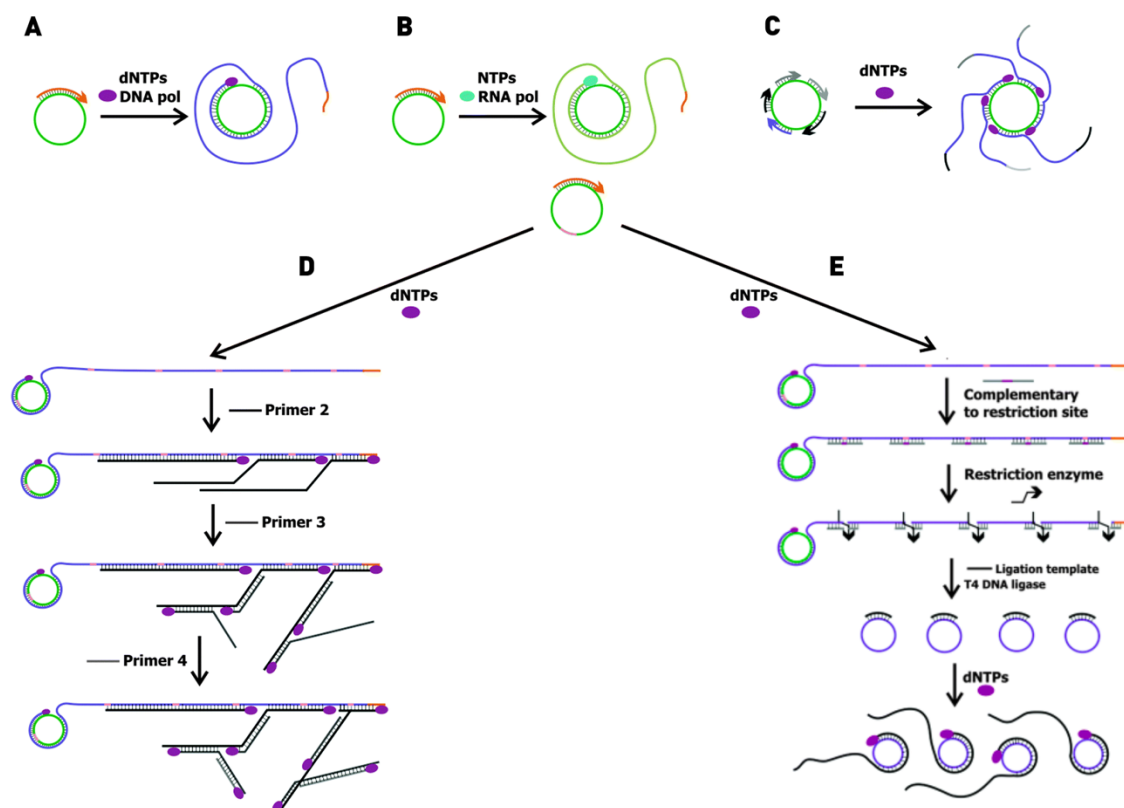 A
dNTPs
DNA pol
B
NTPs
RNA pol
C
dNTPs
D
dNTPs
E
dNTPs
Primer 2
Primer 3
Primer 4
Complementary
to restriction site
Restriction enzyme
Ligation template
T4 DNA ligase
dNTPs